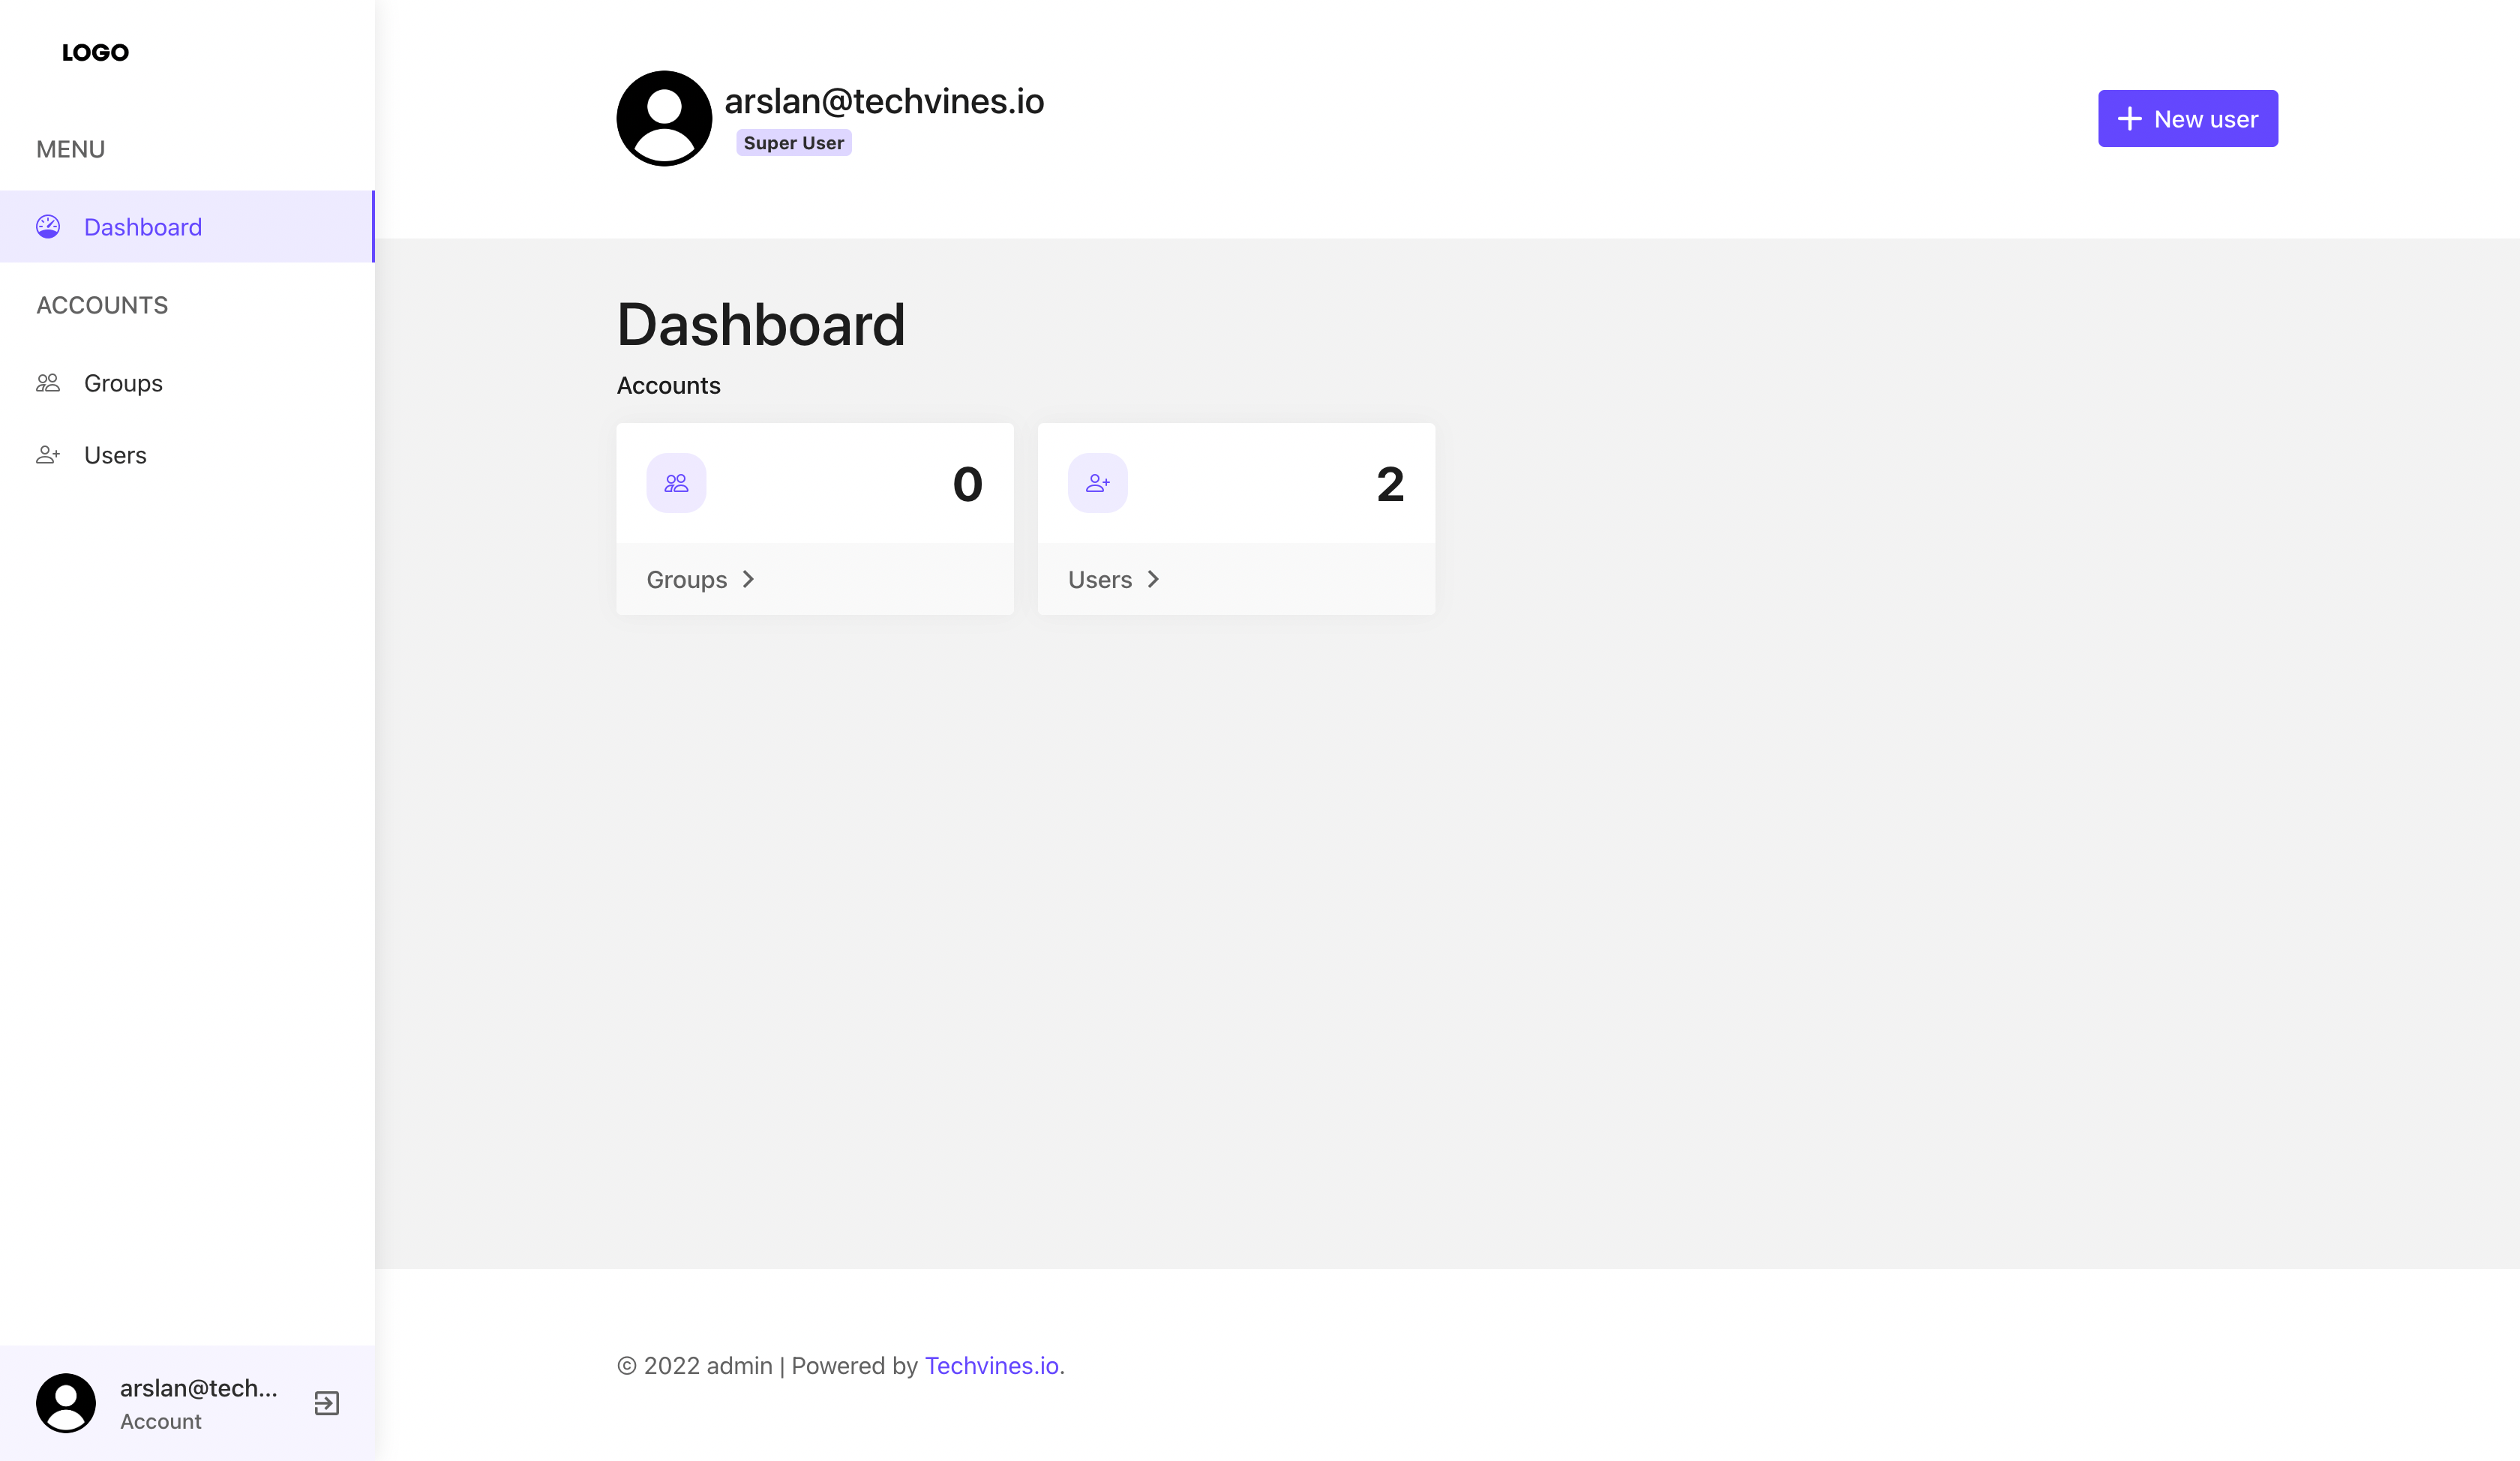 LOGO
MENU
Dashboard
ACCOUNTS
Groups
Users
arslan@tech...
Account
arslan@techvines.io
Super User
New user
Dashboard
Accounts
0
Groups
2
Users
© 2022 admin | Powered by Techvines.io.